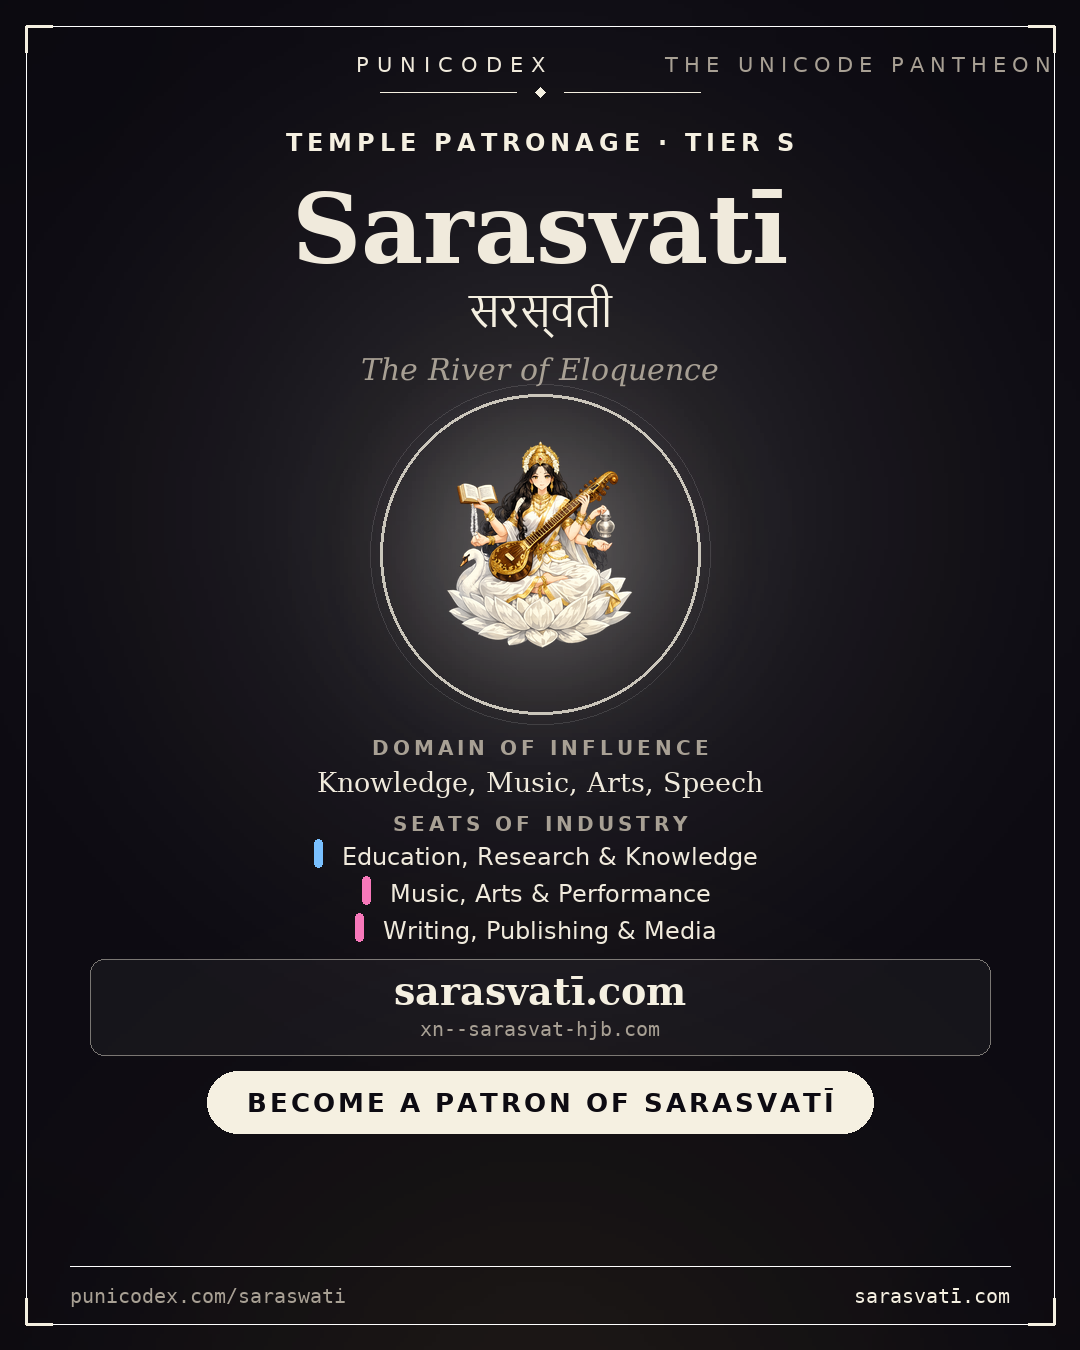 PUNICODEX THE UNICODE PANTHEON
TEMPLE PATRONAGE · TIER S
Sarasvatī
सरस्वती
The River of Eloquence
DOMAIN OF INFLUENCE
Knowledge, Music, Arts, Speech
SEATS OF INDUSTRY
Education, Research & Knowledge
Music, Arts & Performance
Writing, Publishing & Media
sarasvatī.com
xn--sarasvat-hjb.com
BECOME A PATRON OF SARASVATĪ
punicodex.com/saraswati sarasvatī.com